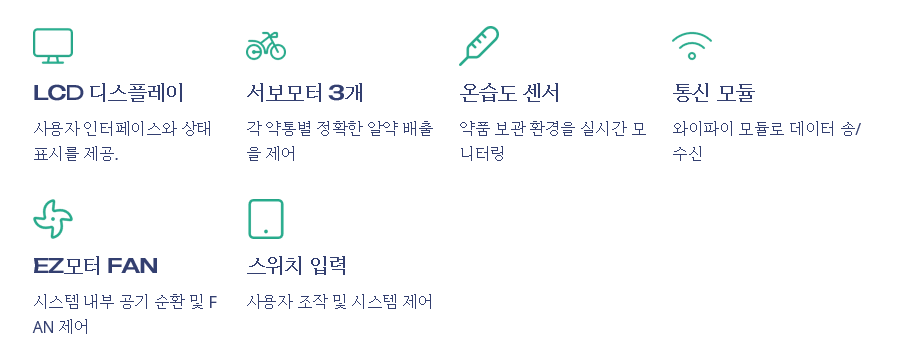 LCD 디스플레이
사용자 인터페이스와 상태
표시를 제공.
서보모터 3개
각 약통별 정확한 알약 배출
을 제어
온습도 센서
약품 보관 환경을 실시간 모
니터링
통신 모듈
와이파이 모듈로 데이터 송/
수신
EZ모터 FAN
시스템 내부 공기 순환 및 F
AN 제어
스위치 입력
사용자 조작 및 시스템 제어